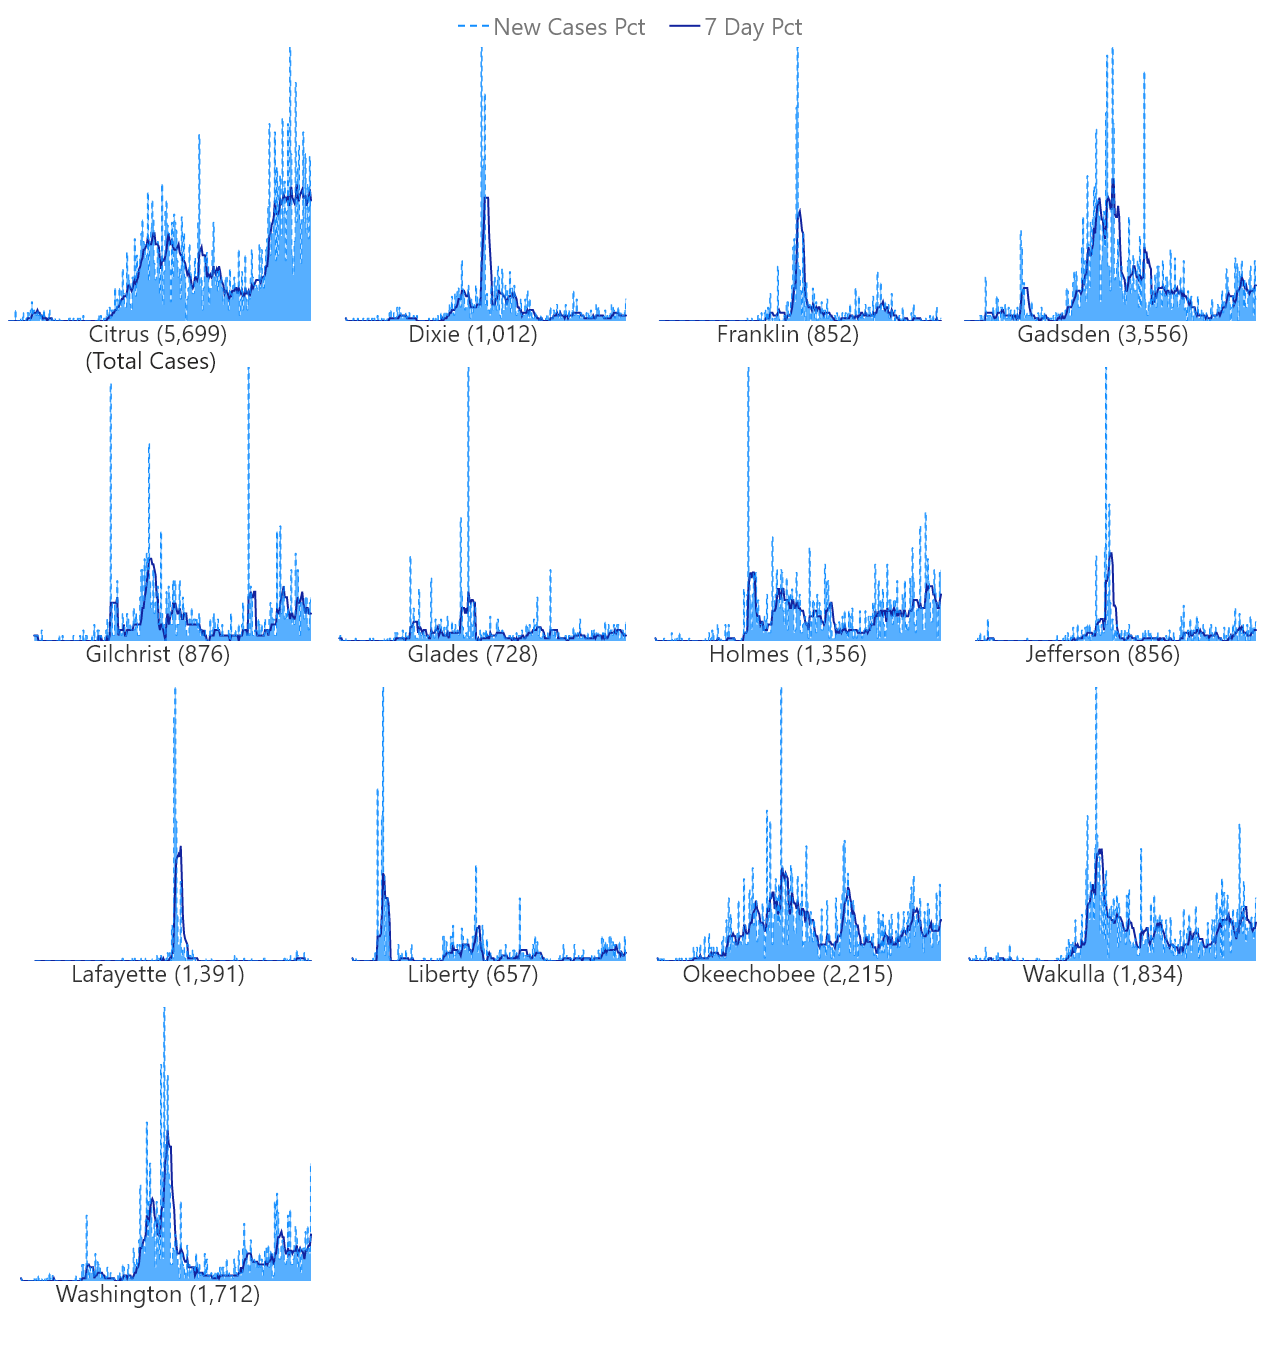 New Cases Pct 7 Day Pct
Citrus (5,699)
(Total Cases)
Dixie (1,012)
Franklin (852)
Gadsden (3,556)
Gilchrist (876)
Glades (728)
Holmes (1,356)
Jefferson (856)
Lafayette (1,391)
Liberty (657)
Okeechobee (2,215)
Wakulla (1,834)
Washington (1,712)